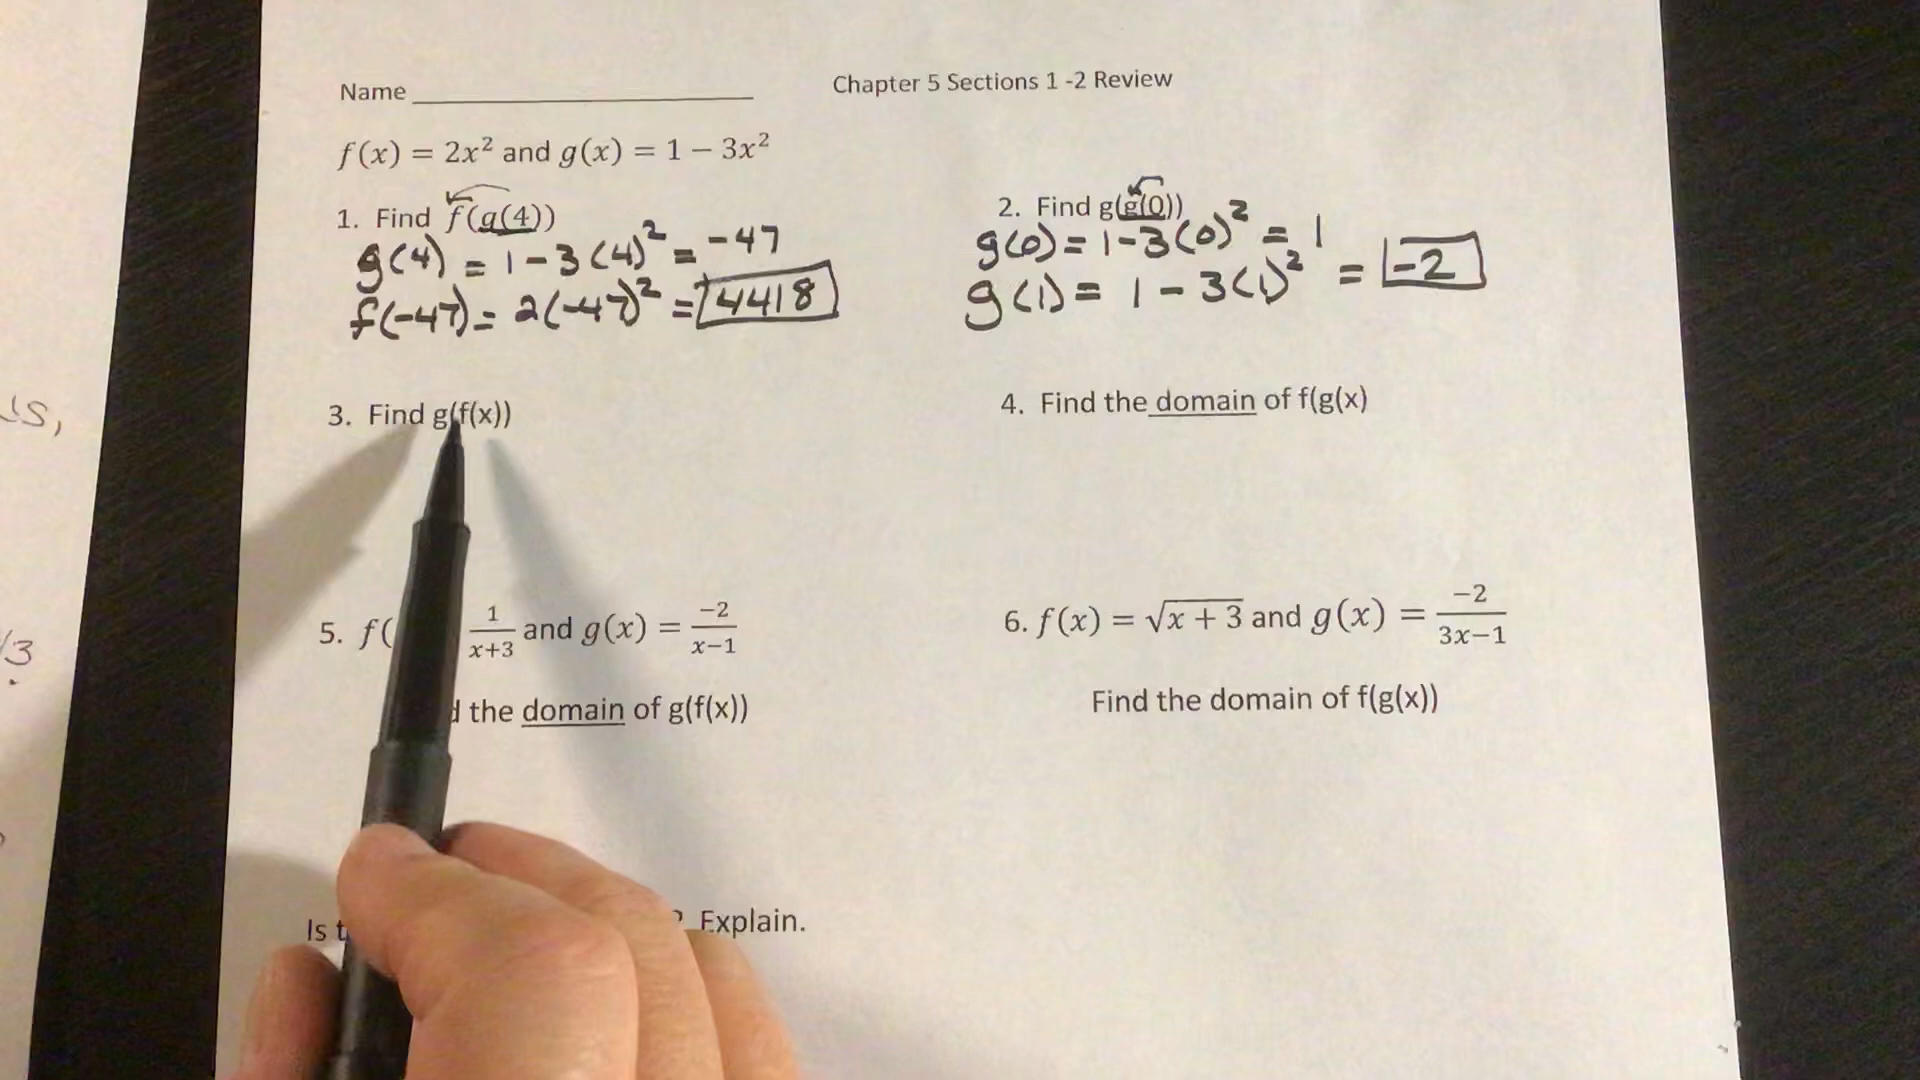 Name ____________ Chapter 5 Sections 1 -2 Review
f(x) = 2x² and g(x) = 1 − 3x²
1. Find f(g(4))
g(4) = 1-3(4)² = -47
f(-47) = 2(-47)² = 4418
2. Find g(g(0))
g(0) = 1-3(0)² = 1
g(1) = 1 - 3(1)² = -2
3. Find g(f(x))
4. Find the domain of f(g(x)
5. f( 1/x+3 and g(x) = −2/x−1
the domain of g(f(x))
6. f(x) = √x + 3 and g(x) = −2/3x−1
Find the domain of f(g(x))
Is
Explain.